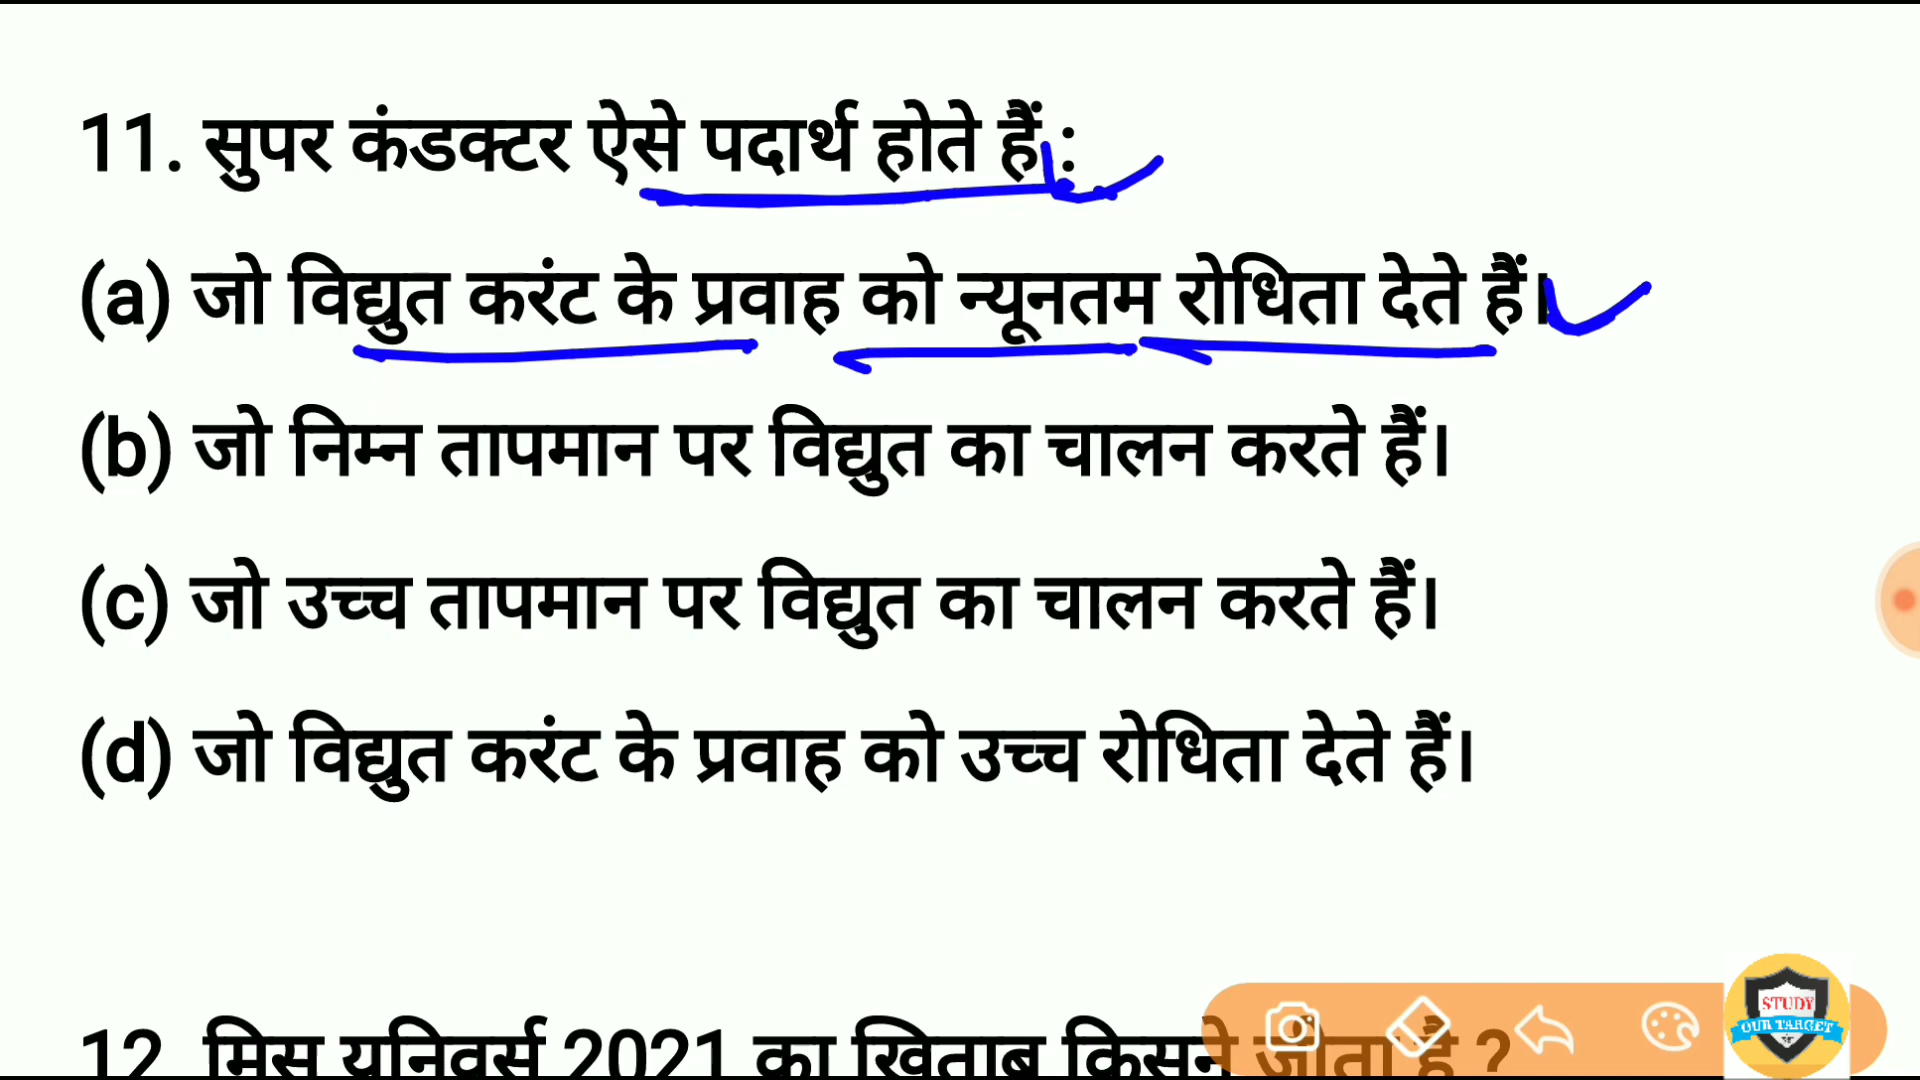 11. सुपर कंडक्टर ऐसे पदार्थ होते हैं :
(a) जो विद्युत करंट के प्रवाह को न्यूनतम रोधिता देते हैं।
(b) जो निम्न तापमान पर विद्युत का चालन करते हैं।
(c) जो उच्च तापमान पर विद्युत का चालन करते हैं।
(d) जो विद्युत करंट के प्रवाह को उच्च रोधिता देते हैं।
12. मिस यूनिवर्स 2021 का खिताब किसने जीता है ?
STUDY
OUR TARGET